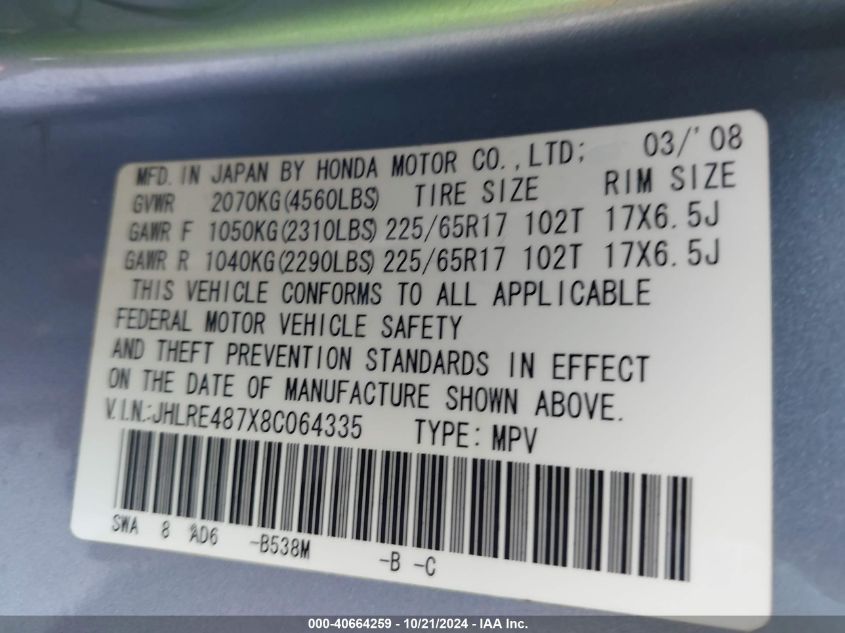 MFD. IN JAPAN BY HONDA MOTOR CO., LTD; 03/'08
GVWR 2070KG(4560LBS) TIRE SIZE RIM SIZE
GAWR F 1050KG(2310LBS) 225/65R17 102T 17X6.5J
GAWR R 1040KG(2290LBS) 225/65R17 102T 17X6.5J
THIS VEHICLE CONFORMS TO ALL APPLICABLE
FEDERAL MOTOR VEHICLE SAFETY
AND THEFT PREVENTION STANDARDS IN EFFECT
ON THE DATE OF MANUFACTURE SHOWN ABOVE.
V.I.N.:JHLRE487X8C064335 TYPE: MPV
SWA 8 AD6 -B538M -B -C
000-40664259 - 10/21/2024 - IAA Inc.